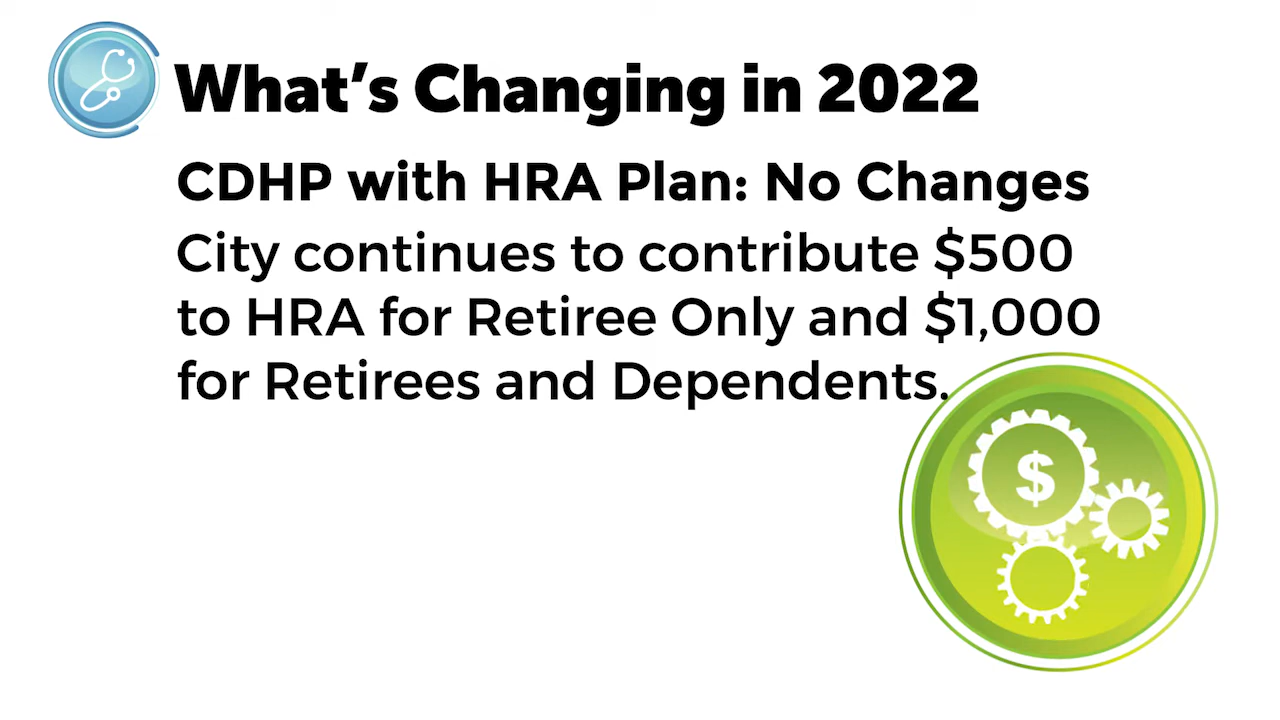 What's Changing in 2022
CDHP with HRA Plan: No Changes
City continues to contribute $500
to HRA for Retiree Only and $1,000
for Retirees and Dependents.
$